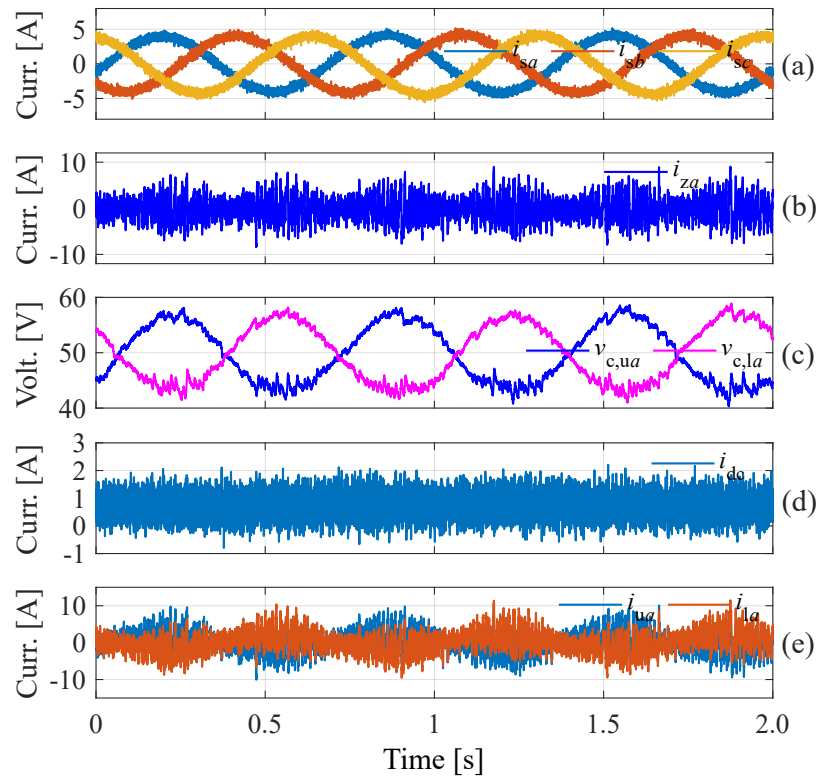 Curr. [A]
5
0
-5
i_sa
i_sb
i_sc
(a)
Curr. [A]
10
0
-10
i_za
(b)
Volt. [V]
60
50
40
v_c,ua
v_c,la
(c)
Curr. [A]
3
2
1
0
-1
i_dc
(d)
Curr. [A]
10
0
-10
i_ua
i_la
(e)
0 0.5 1 1.5 2.0
Time [s]